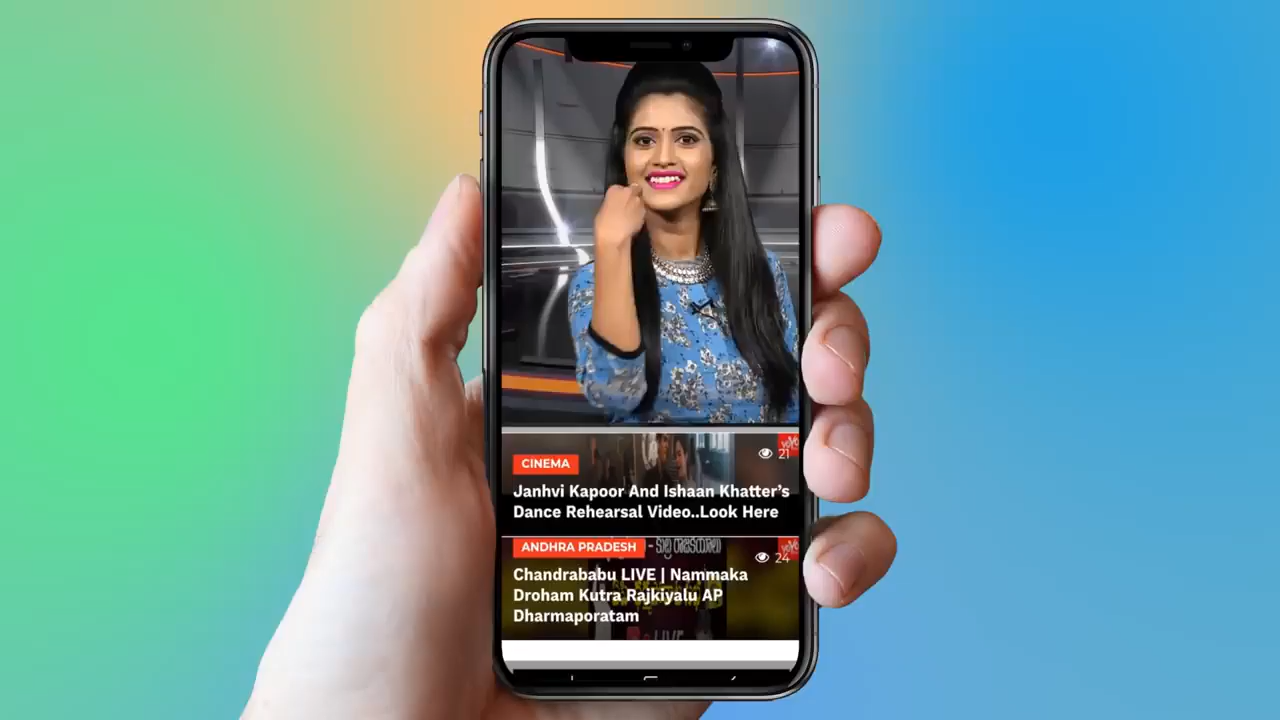 CINEMA
21
Janhvi Kapoor And Ishaan Khatter's
Dance Rehearsal Video..Look Here
ANDHRA PRADESH
24
Chandrababu LIVE | Nammaka
Droham Kutra Rajkiyalu AP
Dharmaporatam
LIVE